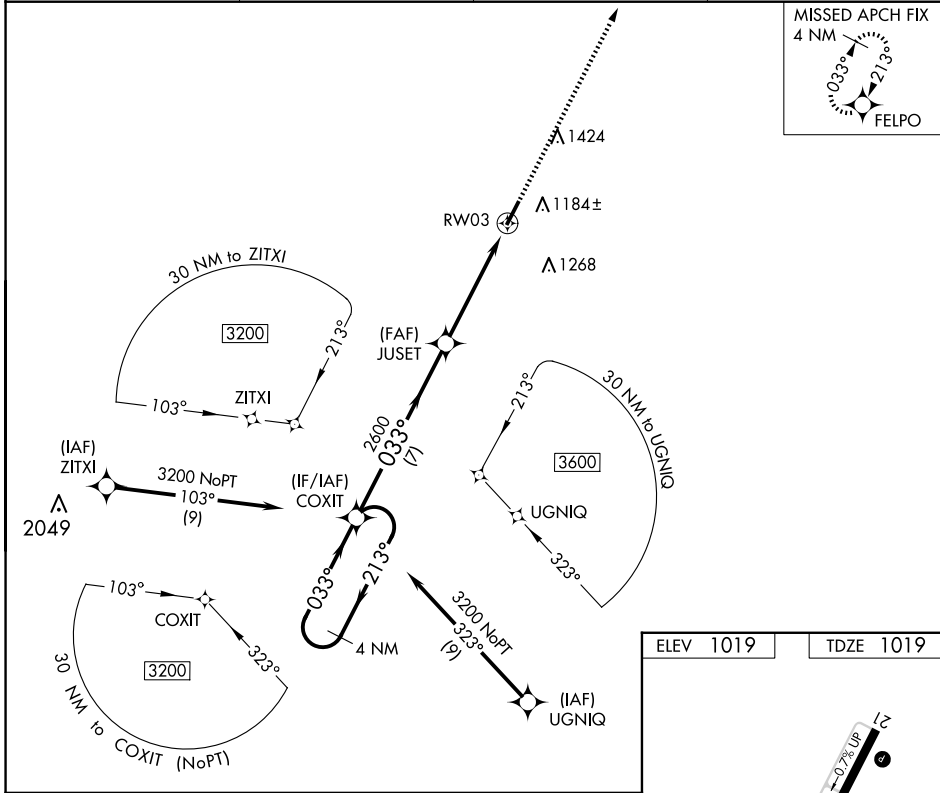 MISSED APCH FIX
4 NM
033°
213°
FELPO
1424
1184±
RW03
1268
30 NM to ZITXI
3200
213°
ZITXI
103°
(FAF)
JUSET
2600
033°
(7)
213°
30 NM to UGNIQ
3600
UGNIQ
323°
(IAF)
ZITXI
3200 NoPT
103°
(9)
2049
(IF/IAF)
COXIT
033°
213°
4 NM
103°
COXIT
323°
3200
30 NM to COXIT (NoPT)
3200 NoPT
323°
(9)
(IAF)
UGNIQ
ELEV 1019
TDZE 1019
21
0.7% UP
P